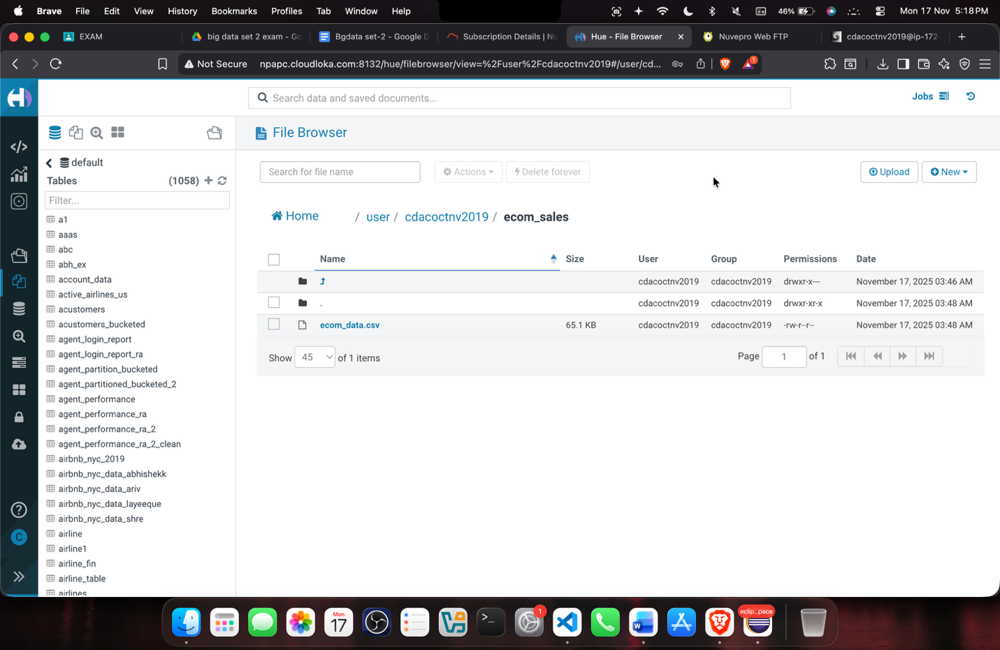 Brave File Edit View History Bookmarks Profiles Tab Window Help 46% Mon 17 Nov 5:18 PM
EXAM
big data set 2 exam - Go
Bgdata set-2 - Google D
Subscription Details | Nu
Hue - File Browser
Nuvepro Web FTP
cdacoctnv2019@ip-172-
Not Secure npapc.cloudloka.com:8132/hue/filebrowser/view=%2Fuser%2Fcdacoctnv2019#/user/cd...
1
Search data and saved documents...
Jobs
File Browser
default
Tables (1058)
Filter...
a1
aaas
abc
abh_ex
account_data
active_airlines_us
acustomers
acustomers_bucketed
agent_login_report
agent_login_report_ra
agent_partition_bucketed
agent_partitioned_bucketed_2
agent_performance
agent_performance_ra
agent_performance_ra_2
agent_performance_ra_2_clean
airbnb_nyc_2019
airbnb_nyc_data_abhishekk
airbnb_nyc_data_ariv
airbnb_nyc_data_layeeque
airbnb_nyc_data_shre
airline
airline1
airline_fin
airline_table
airlines
C
Search for file name
Actions
Delete forever
Upload
New
Home / user / cdacoctnv2019 / ecom_sales
Name Size User Group Permissions Date
cdacoctnv2019 cdacoctnv2019 drwxr-x--- November 17, 2025 03:46 AM
. cdacoctnv2019 cdacoctnv2019 drwxr-xr-x November 17, 2025 03:48 AM
ecom_data.csv 65.1 KB cdacoctnv2019 cdacoctnv2019 -rw-r--r-- November 17, 2025 03:48 AM
Show 45 of 1 items
Page 1 of 1
Mon
17
1
eclip...pace